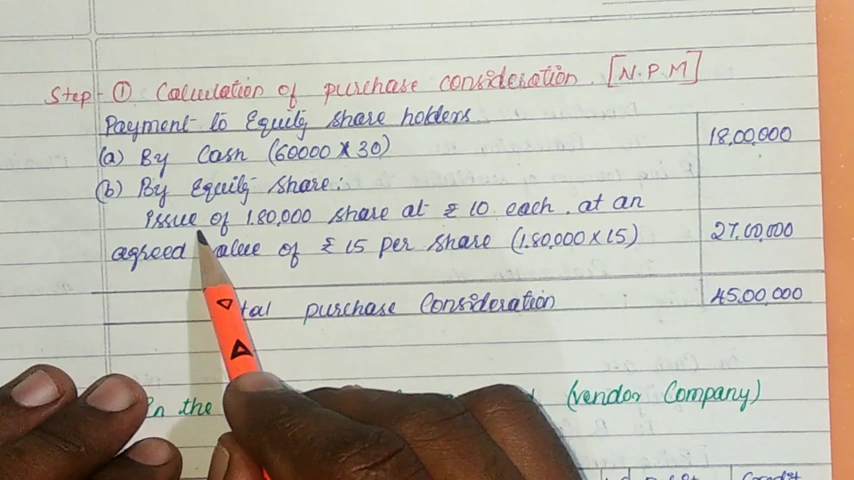 Step - ① Calculation of purchase consideration. [N.P.M]
Payment to Equity share holders.
(a) By Cash (60000 x 30) 18,00,000
(b) By Equity share:
issue of 1,80,000 share at ₹ 10 each, at an
agreed value of ₹ 15 per share (1,80,000 x 15) 27,00,000
tal purchase Consideration 45,00,000
In the (vendor Company)